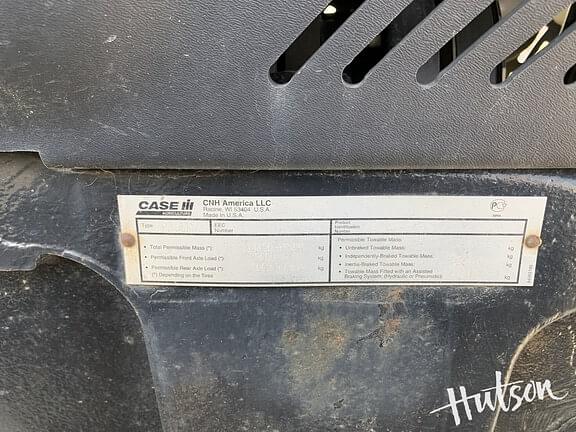 CASE IH
AGRICULTURE
CNH America LLC
Racine, WI 53404 U.S.A.
Made in U.S.A.
Type
EEC
Number
Product
Identification
Number
• Total Permissible Mass (*): kg
• Permissible Front Axle Load (*): kg
• Permissible Rear Axle Load (*): kg
(*) Depending on the Tires
Permissible Towable Mass:
• Unbraked Towable Mass: kg
• Independently-Braked Towable Mass: kg
• Inertia-Braked Towable Mass: kg
• Towable Mass Fitted with an Assisted
Braking System: (Hydraulic or Pneumatic) kg
Hutson